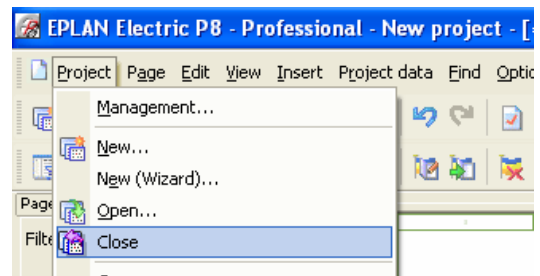 EPLAN Electric P8 - Professional - New project - [
Project Page Edit View Insert Project data Find Optio
Management...
New...
New (Wizard)...
Page
Open...
Filte
Close